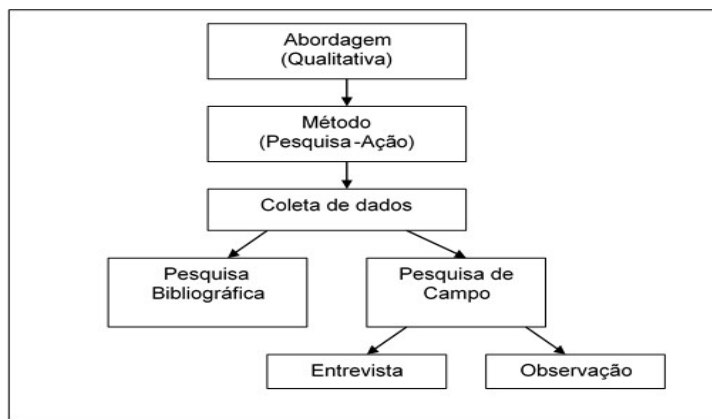 Abordagem
(Qualitativa)
Método
(Pesquisa-Ação)
Coleta de dados
Pesquisa
Bibliográfica
Pesquisa de
Campo
Entrevista
Observação